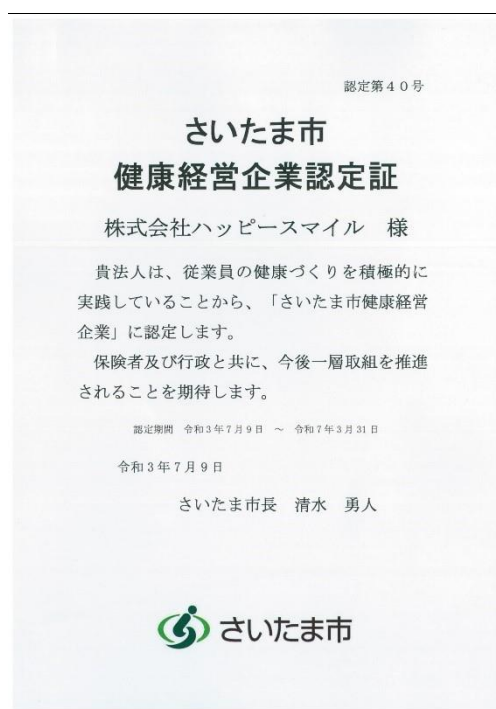 認定第40号
さいたま市
健康経営企業認定証
株式会社ハッピースマイル 様
貴法人は、従業員の健康づくりを積極的に
実践していることから、「さいたま市健康経営
企業」に認定します。
保険者及び行政と共に、今後一層取組を推進
されることを期待します。
認定期間 令和3年7月9日 ～ 令和7年3月31日
令和3年7月9日
さいたま市長 清水 勇人
さいたま市